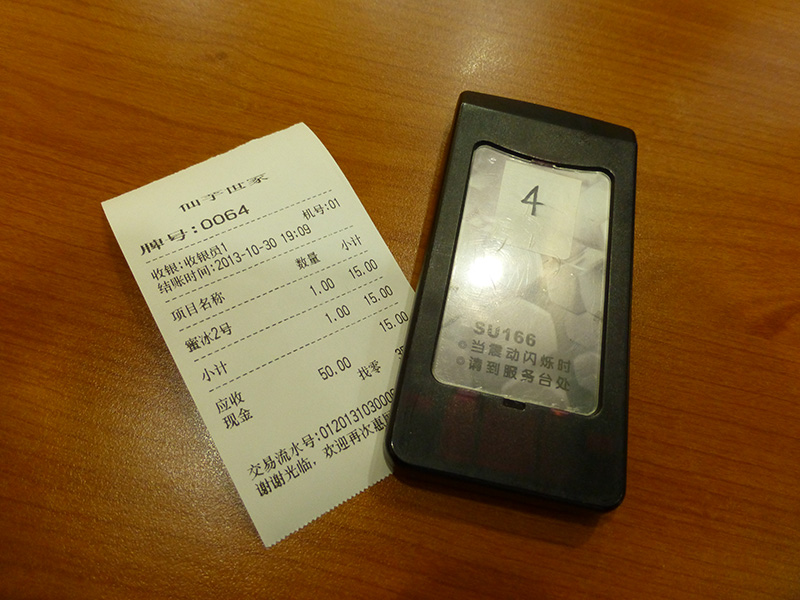 仙芋世家
牌号:0064 机号:01
收银:收银员1
结账时间:2013-10-30 19:09
项目名称 数量 小计
蜜冰2号 1.00 15.00
小计 1.00 15.00
应收 15.00
现金 50.00 找零
交易流水号:0120131030006
谢谢光临,欢迎再次惠
4
SU166
当震动闪烁时
请到服务台处